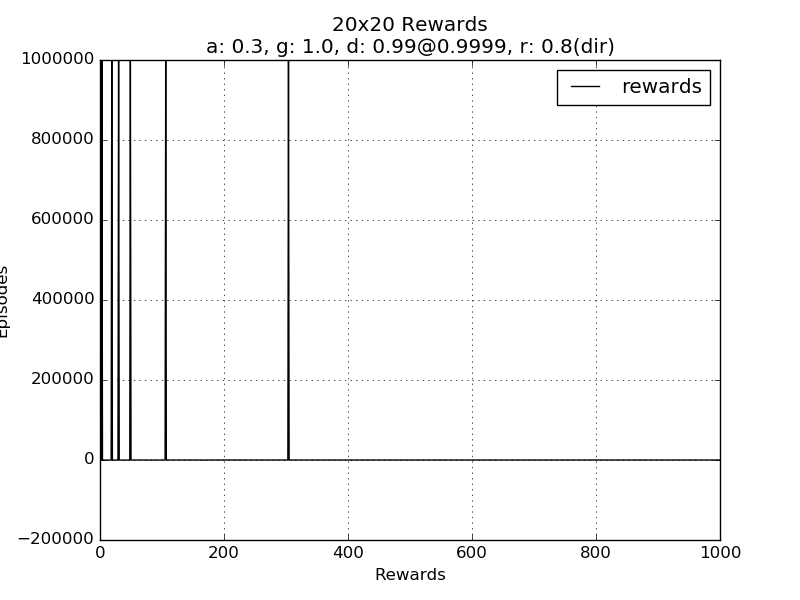 20x20 Rewards
a: 0.3, g: 1.0, d: 0.99@0.9999, r: 0.8(dir)
rewards
1000000
800000
600000
400000
200000
0
−200000
Episodes
0 200 400 600 800 1000
Rewards